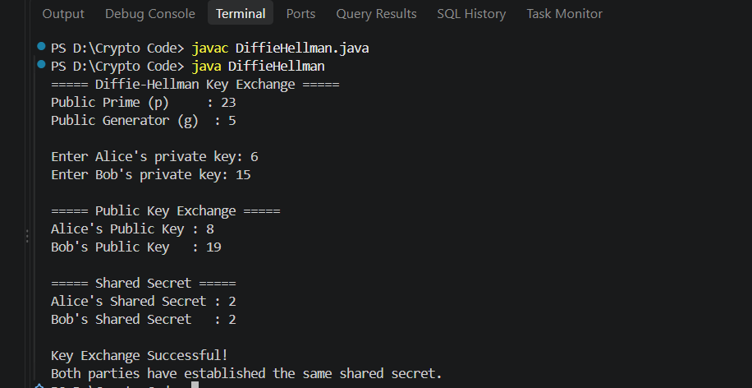 Output Debug Console Terminal Ports Query Results SQL History Task Monitor
PS D:\Crypto Code> javac DiffieHellman.java
PS D:\Crypto Code> java DiffieHellman
===== Diffie-Hellman Key Exchange =====
Public Prime (p)     : 23
Public Generator (g)  : 5
Enter Alice's private key: 6
Enter Bob's private key: 15
===== Public Key Exchange =====
Alice's Public Key : 8
Bob's Public Key   : 19
===== Shared Secret =====
Alice's Shared Secret : 2
Bob's Shared Secret   : 2
Key Exchange Successful!
Both parties have established the same shared secret.